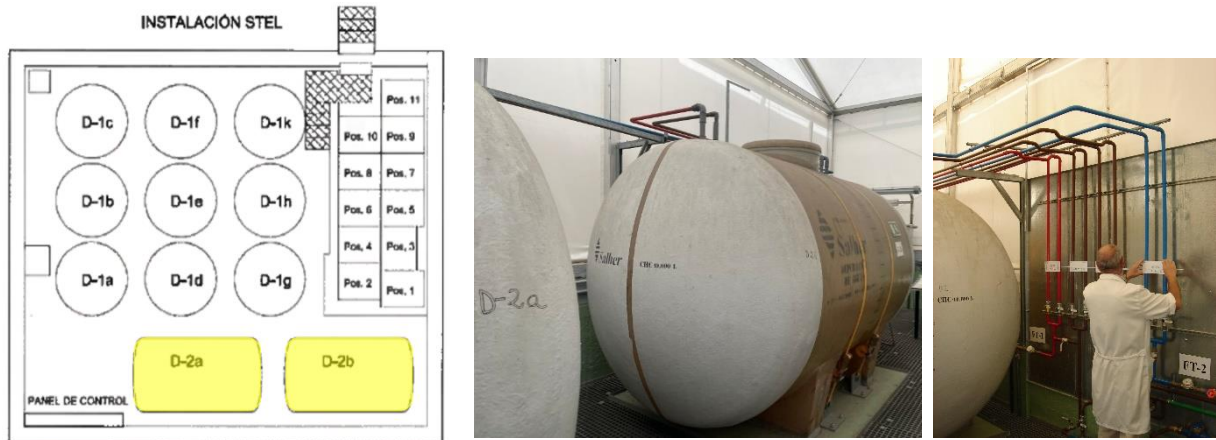 INSTALACIÓN STEL
Pos. 11
D-1c D-1f D-1k
Pos. 10 Pos. 9
Pos. 8 Pos. 7
D-1b D-1e D-1h
Pos. 6 Pos. 5
Pos. 4 Pos. 3
D-1a D-1d D-1g
Pos. 2 Pos. 1
D-2a D-2b
PANEL DE CONTROL
D-2a
Salher
Salher
ET-2